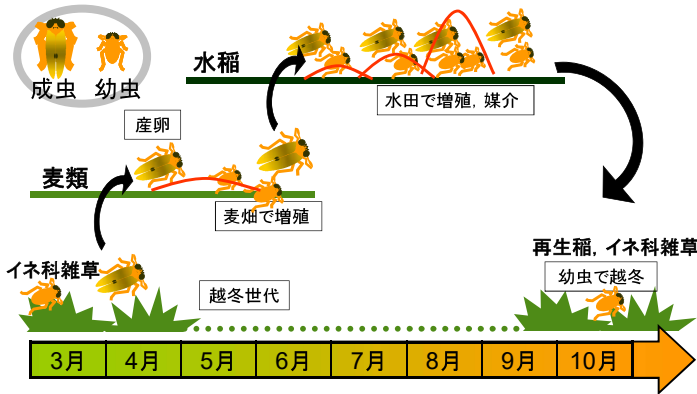 成虫 幼虫
水稲
水田で増殖，媒介
産卵
麦類
麦畑で増殖
イネ科雑草
越冬世代
再生稲，イネ科雑草
幼虫で越冬
3月 4月 5月 6月 7月 8月 9月 10月